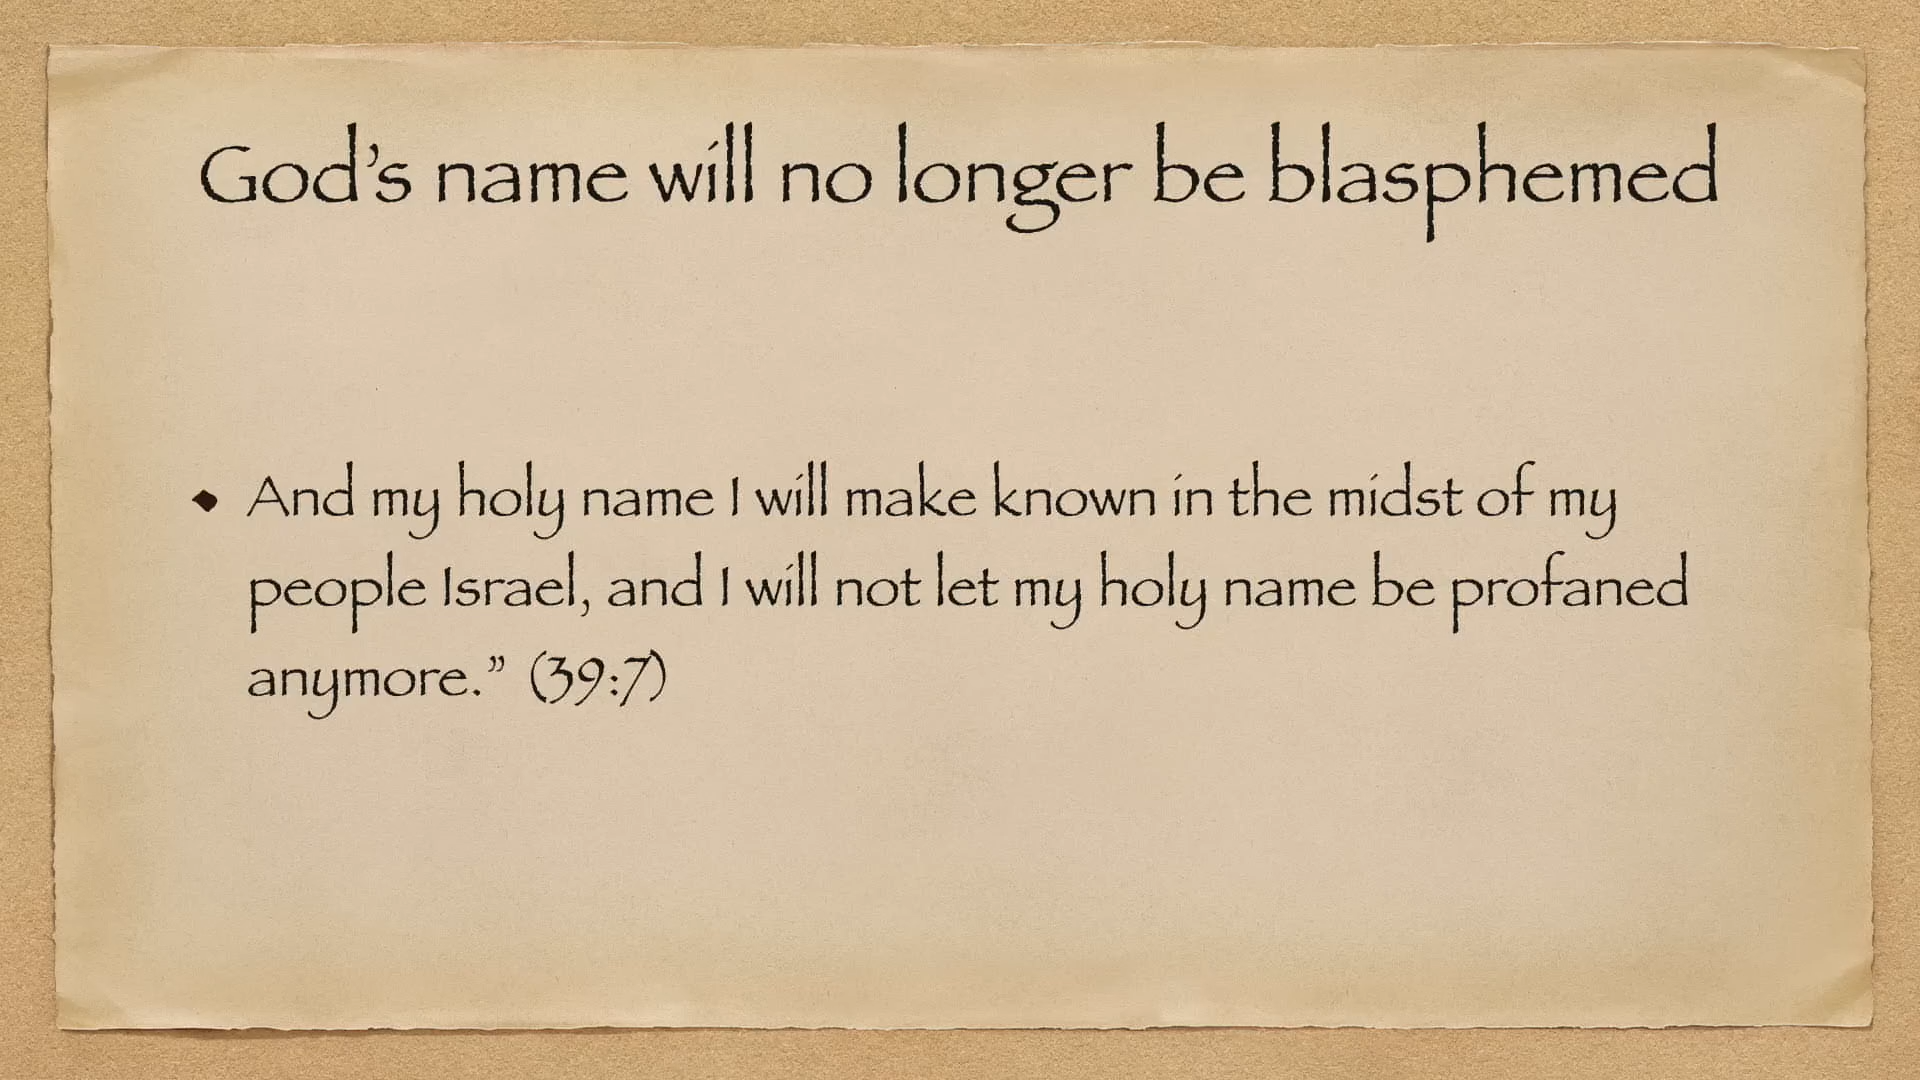 God’s name will no longer be blasphemed
• And my holy name I will make known in the midst of my
people Israel, and I will not let my holy name be profaned
anymore.” (39:7)